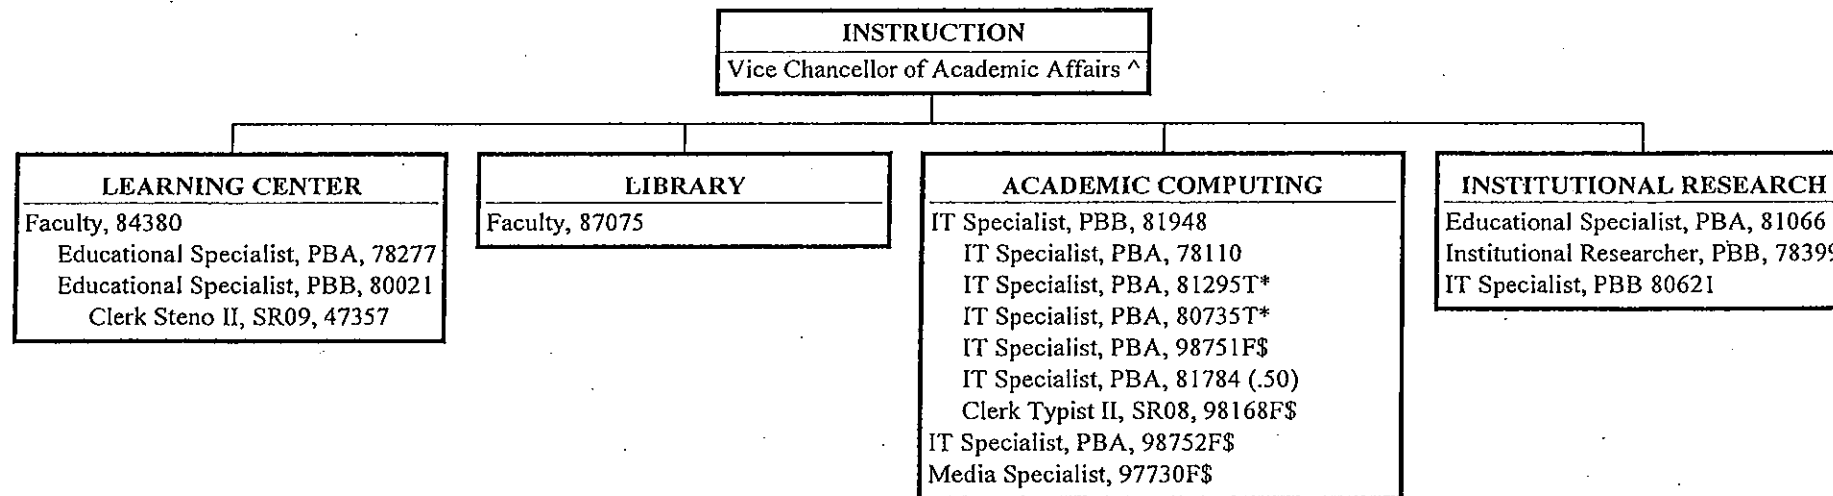 INSTRUCTION
Vice Chancellor of Academic Affairs ^
LEARNING CENTER
Faculty, 84380
Educational Specialist, PBA, 78277
Educational Specialist, PBB, 80021
Clerk Steno II, SR09, 47357
LIBRARY
Faculty, 87075
ACADEMIC COMPUTING
IT Specialist, PBB, 81948
IT Specialist, PBA, 78110
IT Specialist, PBA, 81295T*
IT Specialist, PBA, 80735T*
IT Specialist, PBA, 98751F$
IT Specialist, PBA, 81784 (.50)
Clerk Typist II, SR08, 98168F$
IT Specialist, PBA, 98752F$
Media Specialist, 97730F$
INSTITUTIONAL RESEARCH
Educational Specialist, PBA, 81066
Institutional Researcher, PBB, 78399
IT Specialist, PBB 80621